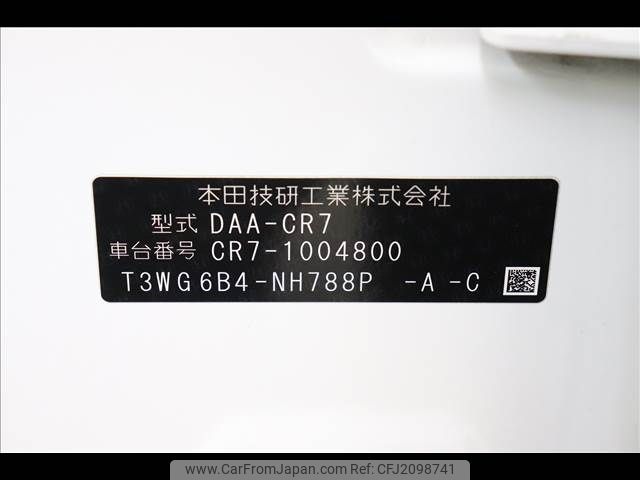 本田技研工業株式会社
型式 DAA-CR7
車台番号 CR7-1004800
T3WG6B4-NH788P -A -C
www.CarFromJapan.com - CFJ2098741